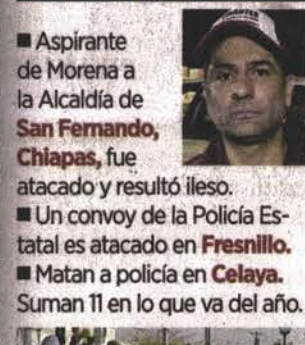 ■ Aspirante
de Morena a
la Alcaldía de
San Fernando,
Chiapas, fue
atacado y resultó ileso.
■ Un convoy de la Policía Es-
tatal es atacado en Fresnillo.
■ Matan a policía en Celaya.
Suman 11 en lo que va del año.